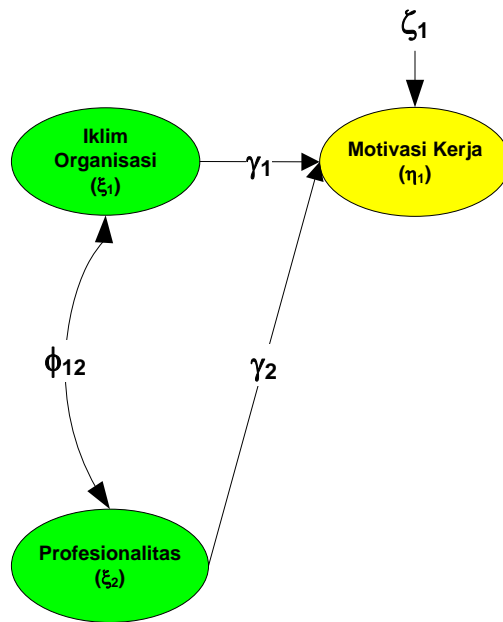 ζ1
Iklim
Organisasi
(ξ1)
Motivasi Kerja
(η1)
γ1
ϕ12
γ2
Profesionalitas
(ξ2)